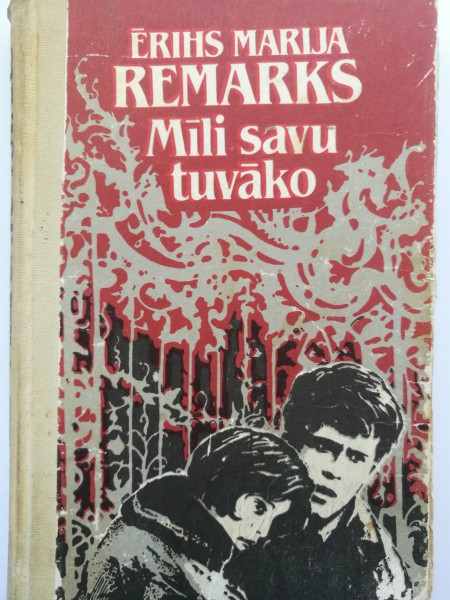 ĒRIHS MARIJA
REMARKS
Mīli savu
tuvāko